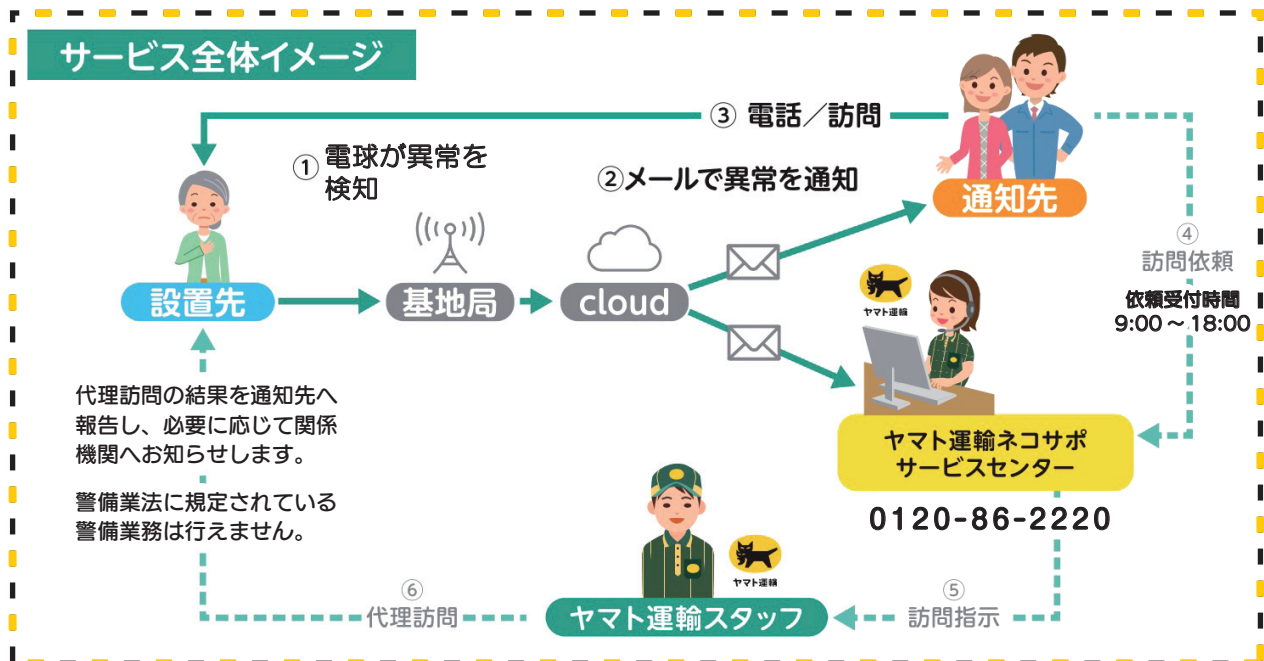 サービス全体イメージ
③ 電話／訪問
① 電球が異常を
検知
②メールで異常を通知
通知先
④
訪問依頼
依頼受付時間
9:00～18:00
設置先
基地局
cloud
ヤマト運輸
代理訪問の結果を通知先へ
報告し、必要に応じて関係
機関へお知らせします。
警備業法に規定されている
警備業務は行えません。
ヤマト運輸ネコサポ
サービスセンター
0120-86-2220
ヤマト運輸
⑥
代理訪問
ヤマト運輸スタッフ
⑤
訪問指示